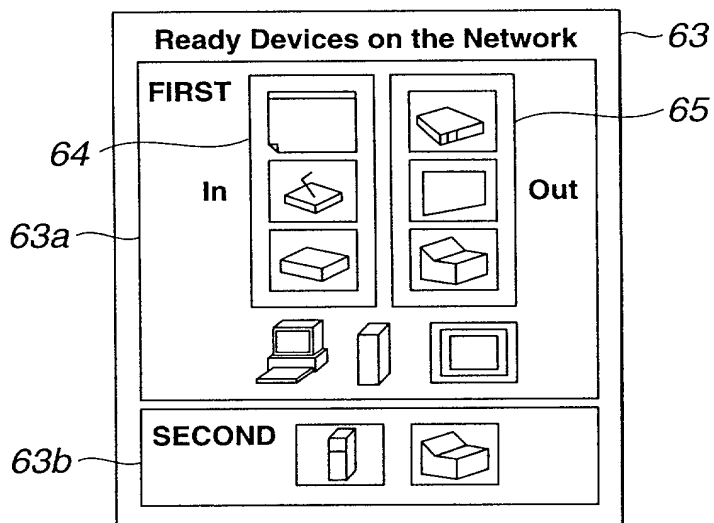 Ready Devices on the Network
63
FIRST
65
64
In
Out
63a
SECOND
63b